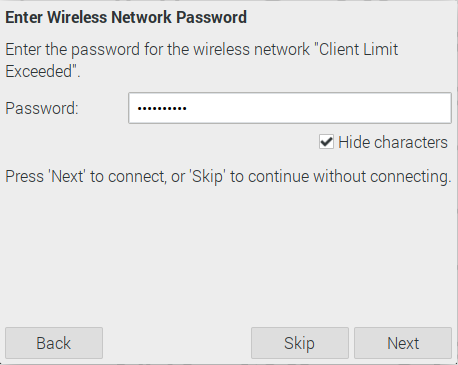 Enter Wireless Network Password
Enter the password for the wireless network "Client Limit
Exceeded".
Password: ••••••••••
Hide characters
Press 'Next' to connect, or 'Skip' to continue without connecting.
Back Skip Next